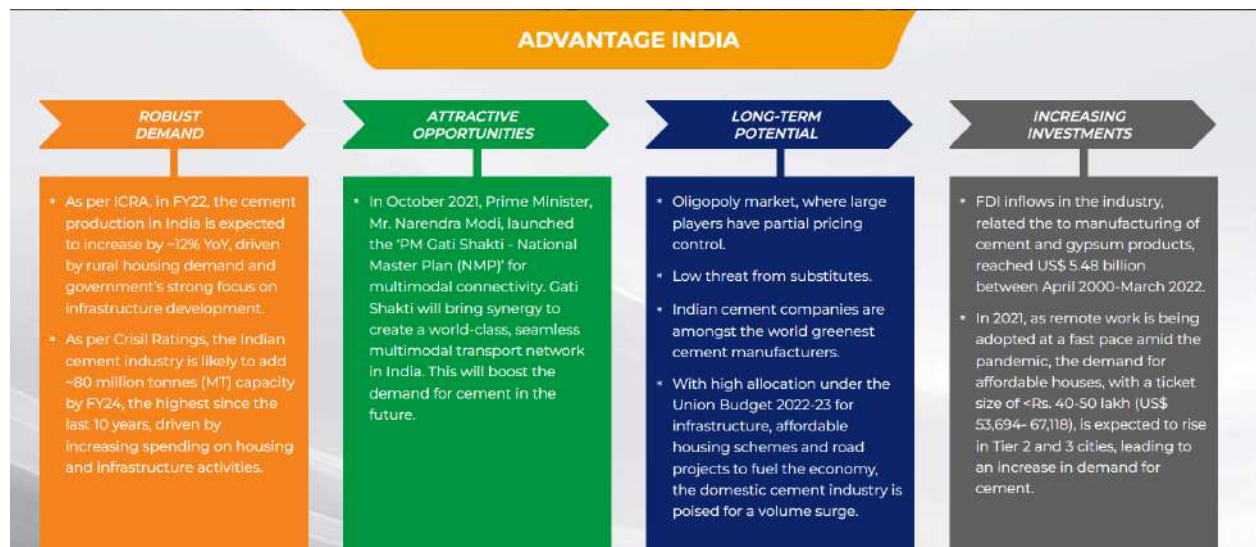 ADVANTAGE INDIA
ROBUST
DEMAND
* As per ICRA, in FY22, the cement
production in India is expected
to increase by ~12% YoY, driven
by rural housing demand and
government's strong focus on
infrastructure development.
* As per Crisil Ratings, the Indian
cement industry is likely to add
~80 million tonnes (MT) capacity
by FY24, the highest since the
last 10 years, driven by
increasing spending on housing
and infrastructure activities.
ATTRACTIVE
OPPORTUNITIES
* In October 2021, Prime Minister,
Mr. Narendra Modi, launched
the 'PM Gati Shakti - National
Master Plan (NMP)' for
multimodal connectivity. Gati
Shakti will bring synergy to
create a world-class, seamless
multimodal transport network
in India. This will boost the
demand for cement in the
future.
LONG-TERM
POTENTIAL
* Oligopoly market, where large
players have partial pricing
control.
* Low threat from substitutes.
* Indian cement companies are
amongst the world greenest
cement manufacturers.
* With high allocation under the
Union Budget 2022-23 for
infrastructure, affordable
housing schemes and road
projects to fuel the economy,
the domestic cement industry is
poised for a volume surge.
INCREASING
INVESTMENTS
* FDI inflows in the industry,
related the to manufacturing of
cement and gypsum products,
reached US$ 5.48 billion
between April 2000-March 2022.
* In 2021, as remote work is being
adopted at a fast pace amid the
pandemic, the demand for
affordable houses, with a ticket
size of <Rs. 40-50 lakh (US$
53,694- 67,118), is expected to rise
in Tier 2 and 3 cities, leading to
an increase in demand for
cement.